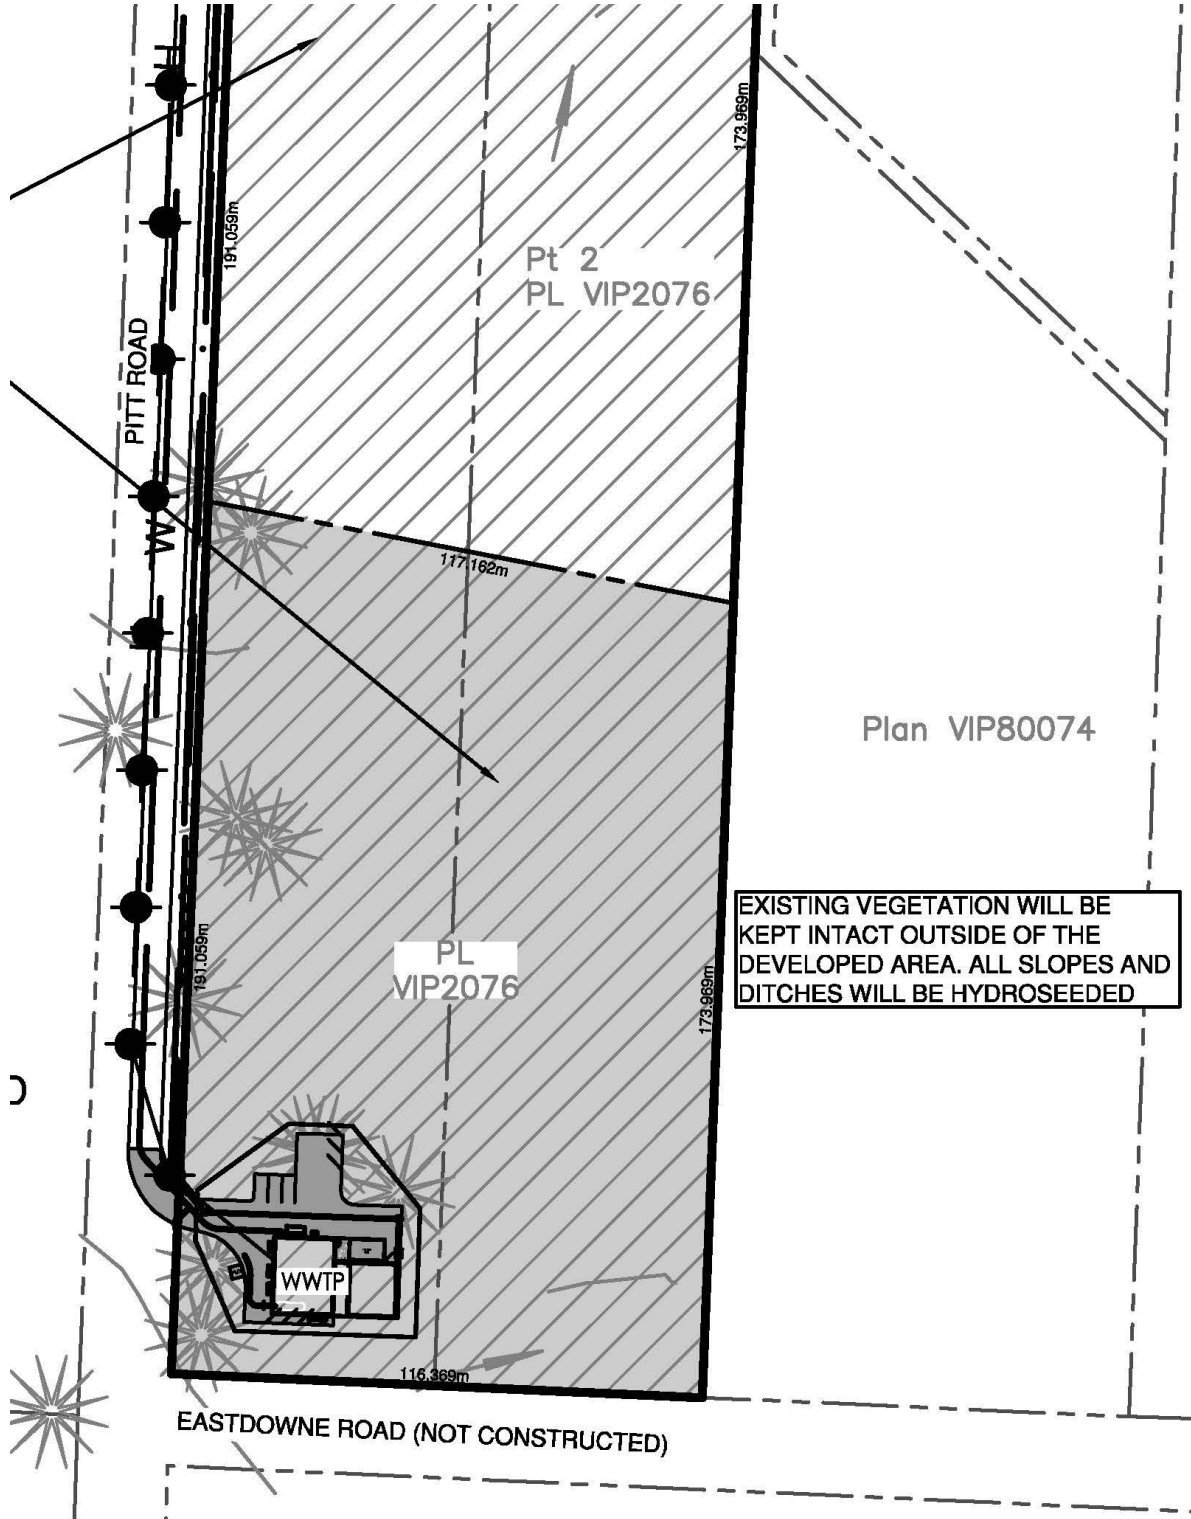 173.969m
191.059m
Pt 2
PL VIP2076
PITT ROAD
W
117.162m
Plan VIP80074
EXISTING VEGETATION WILL BE
KEPT INTACT OUTSIDE OF THE
DEVELOPED AREA. ALL SLOPES AND
DITCHES WILL BE HYDROSEEDED
PL
VIP2076
191.059m
173.969m
WWTP
116.369m
EASTDOWNE ROAD (NOT CONSTRUCTED)